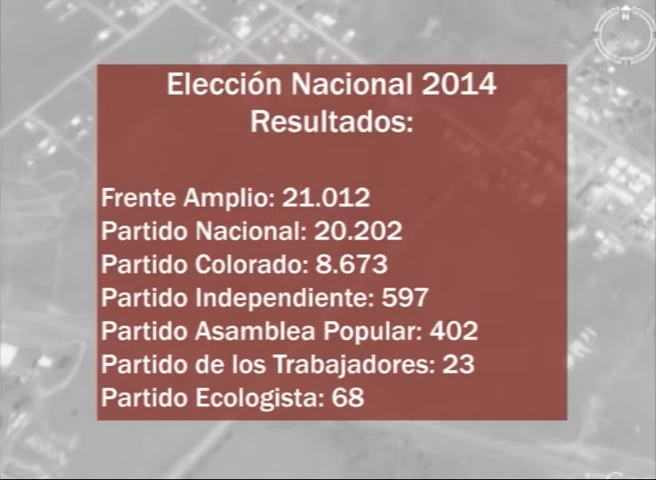 N
Elección Nacional 2014
Resultados:
Frente Amplio: 21.012
Partido Nacional: 20.202
Partido Colorado: 8.673
Partido Independiente: 597
Partido Asamblea Popular: 402
Partido de los Trabajadores: 23
Partido Ecologista: 68